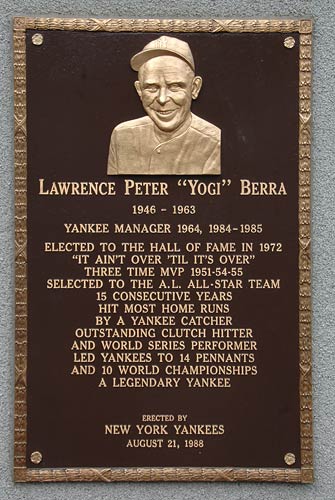 LAWRENCE PETER “YOGI” BERRA
1946 – 1963
YANKEE MANAGER 1964, 1984–1985
ELECTED TO THE HALL OF FAME IN 1972
“IT AIN'T OVER 'TIL IT'S OVER”
THREE TIME MVP 1951-54-55
SELECTED TO THE A.L. ALL-STAR TEAM
15 CONSECUTIVE YEARS
HIT MOST HOME RUNS
BY A YANKEE CATCHER
OUTSTANDING CLUTCH HITTER
AND WORLD SERIES PERFORMER
LED YANKEES TO 14 PENNANTS
AND 10 WORLD CHAMPIONSHIPS
A LEGENDARY YANKEE
ERECTED BY
NEW YORK YANKEES
AUGUST 21, 1988